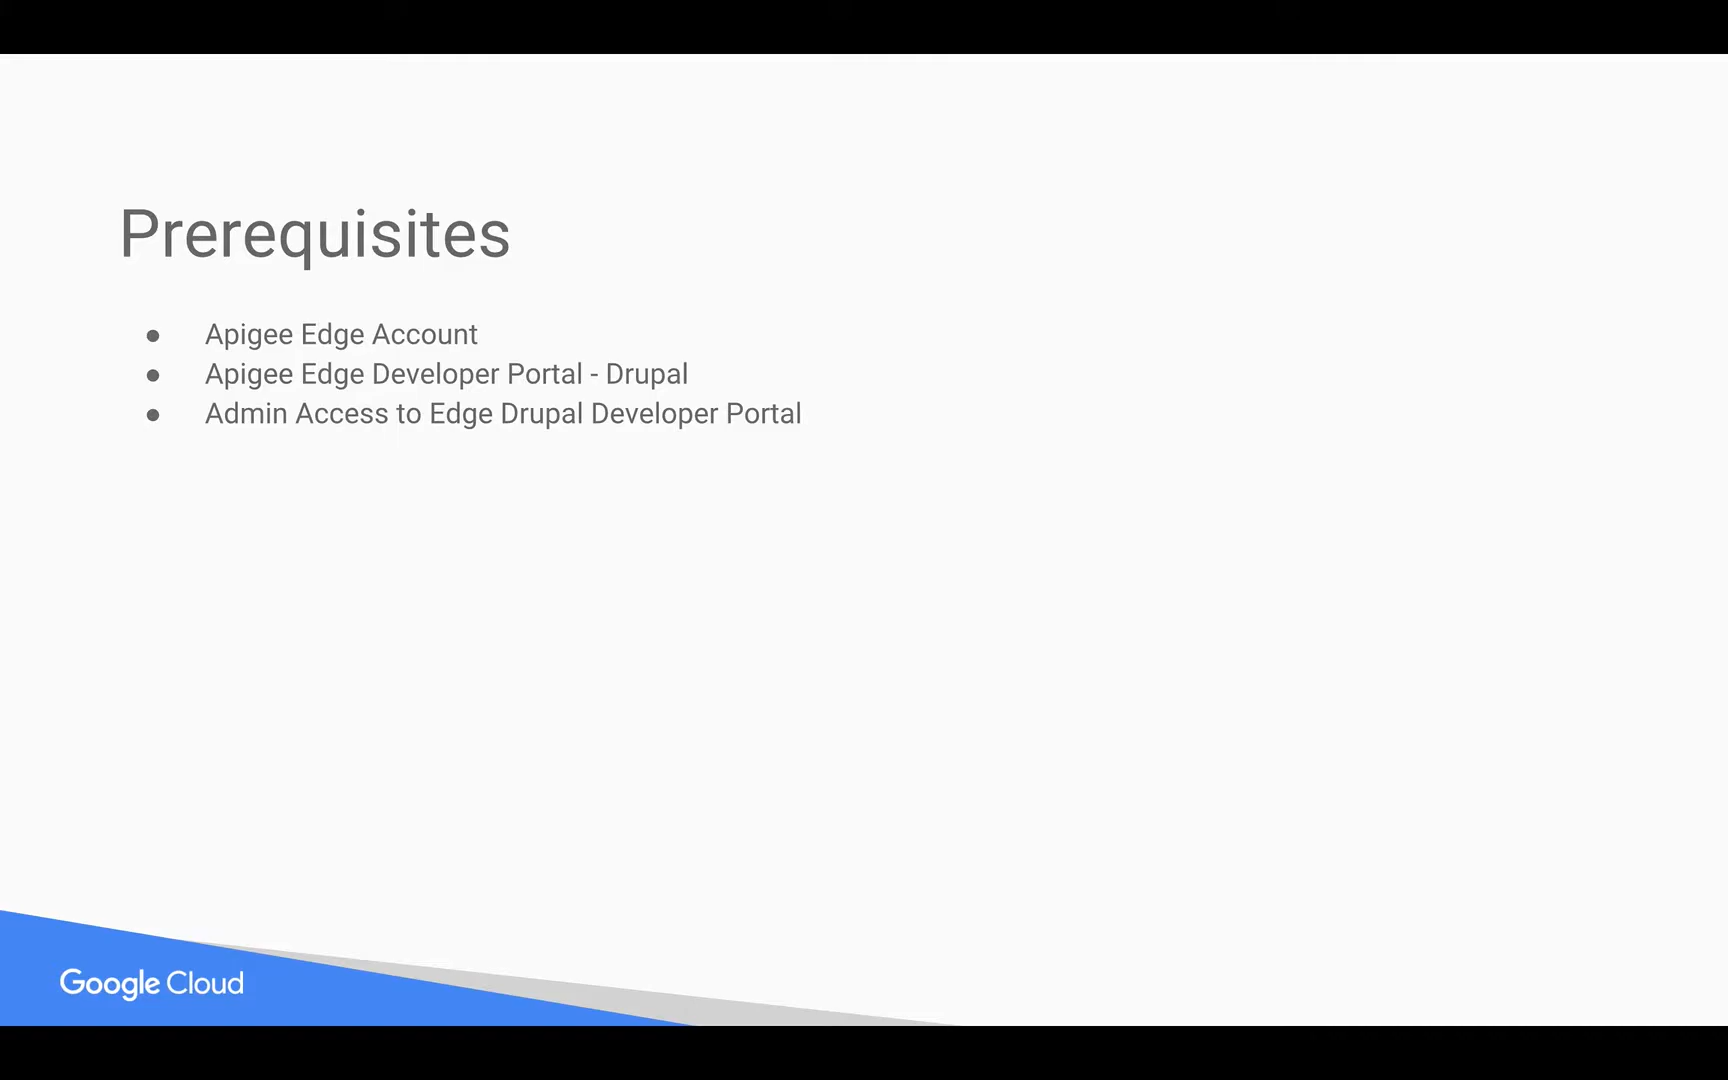 Prerequisites
● Apigee Edge Account
● Apigee Edge Developer Portal - Drupal
● Admin Access to Edge Drupal Developer Portal
Google Cloud